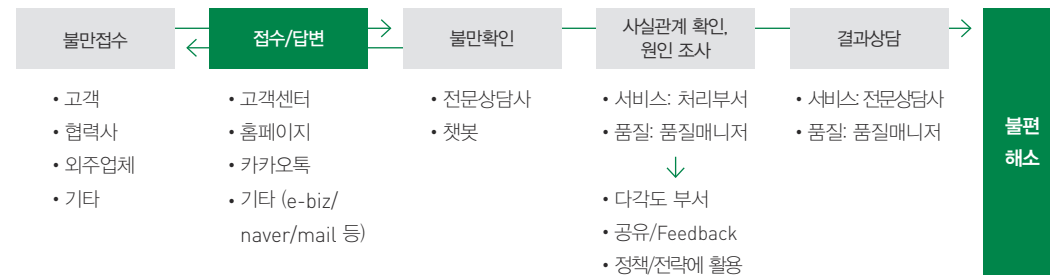 불만접수
• 고객
• 협력사
• 외주업체
• 기타
접수/답변
• 고객센터
• 홈페이지
• 카카오톡
• 기타 (e-biz/
naver/mail 등)
불만확인
• 전문상담사
• 챗봇
사실관계 확인,
원인 조사
• 서비스: 처리부서
• 품질: 품질매니저
• 다각도 부서
• 공유/Feedback
• 정책/전략에 활용
결과상담
• 서비스: 전문상담사
• 품질: 품질매니저
불편
해소